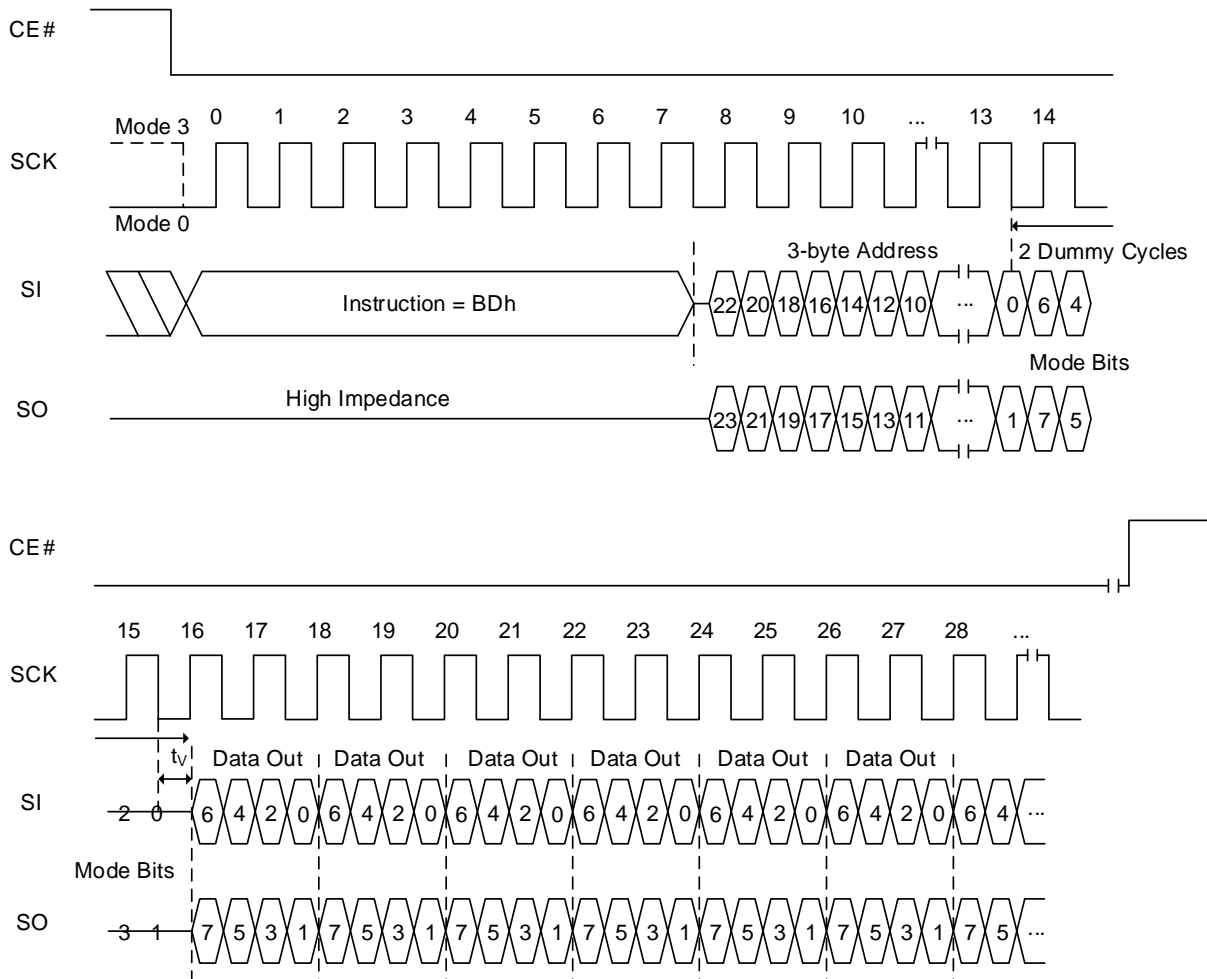 CE#
0 1 2 3 4 5 6 7 8 9 10 ... 13 14
Mode 3
SCK
Mode 0
3-byte Address 2 Dummy Cycles
SI Instruction = BDh 22 20 18 16 14 12 10 ... 0 6 4
Mode Bits
High Impedance
SO 23 21 19 17 15 13 11 ... 1 7 5
CE#
15 16 17 18 19 20 21 22 23 24 25 26 27 28 ...
SCK
tV Data Out Data Out Data Out Data Out Data Out Data Out
SI 2 0 6 4 2 0 6 4 2 0 6 4 2 0 6 4 2 0 6 4 2 0 6 4 2 0 6 4 ...
Mode Bits
SO 3 1 7 5 3 1 7 5 3 1 7 5 3 1 7 5 3 1 7 5 3 1 7 5 3 1 7 5 ...